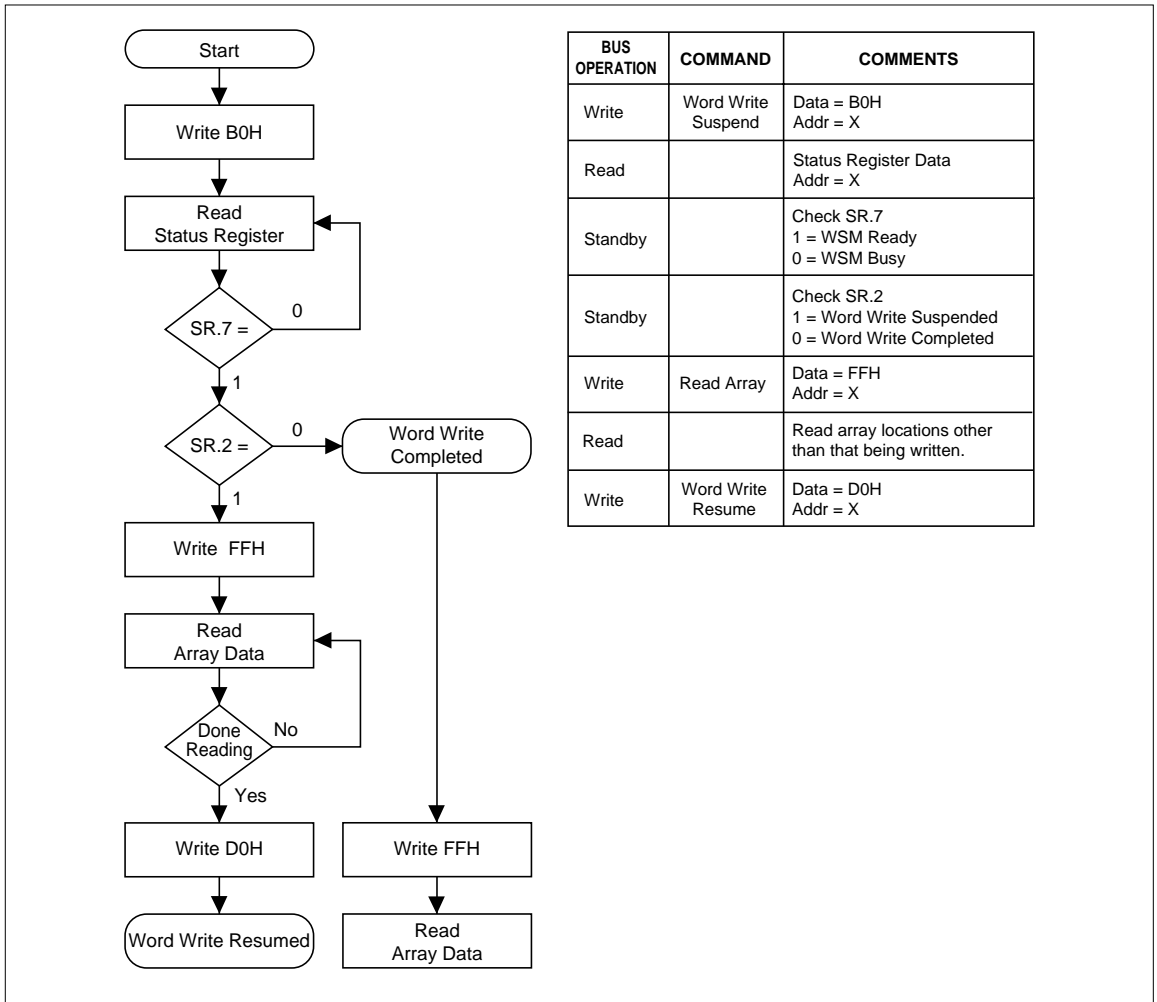 Start
Write B0H
Read
Status Register
SR.7 =
0
1
SR.2 =
0
Word Write
Completed
1
Write FFH
Read
Array Data
Done
Reading
No
Yes
Write D0H
Write FFH
Word Write Resumed
Read
Array Data
BUS
OPERATION
COMMAND
COMMENTS
Write
Word Write
Suspend
Data = B0H
Addr = X
Read
Status Register Data
Addr = X
Standby
Check SR.7
1 = WSM Ready
0 = WSM Busy
Standby
Check SR.2
1 = Word Write Suspended
0 = Word Write Completed
Write
Read Array
Data = FFH
Addr = X
Read
Read array locations other
than that being written.
Write
Word Write
Resume
Data = D0H
Addr = X